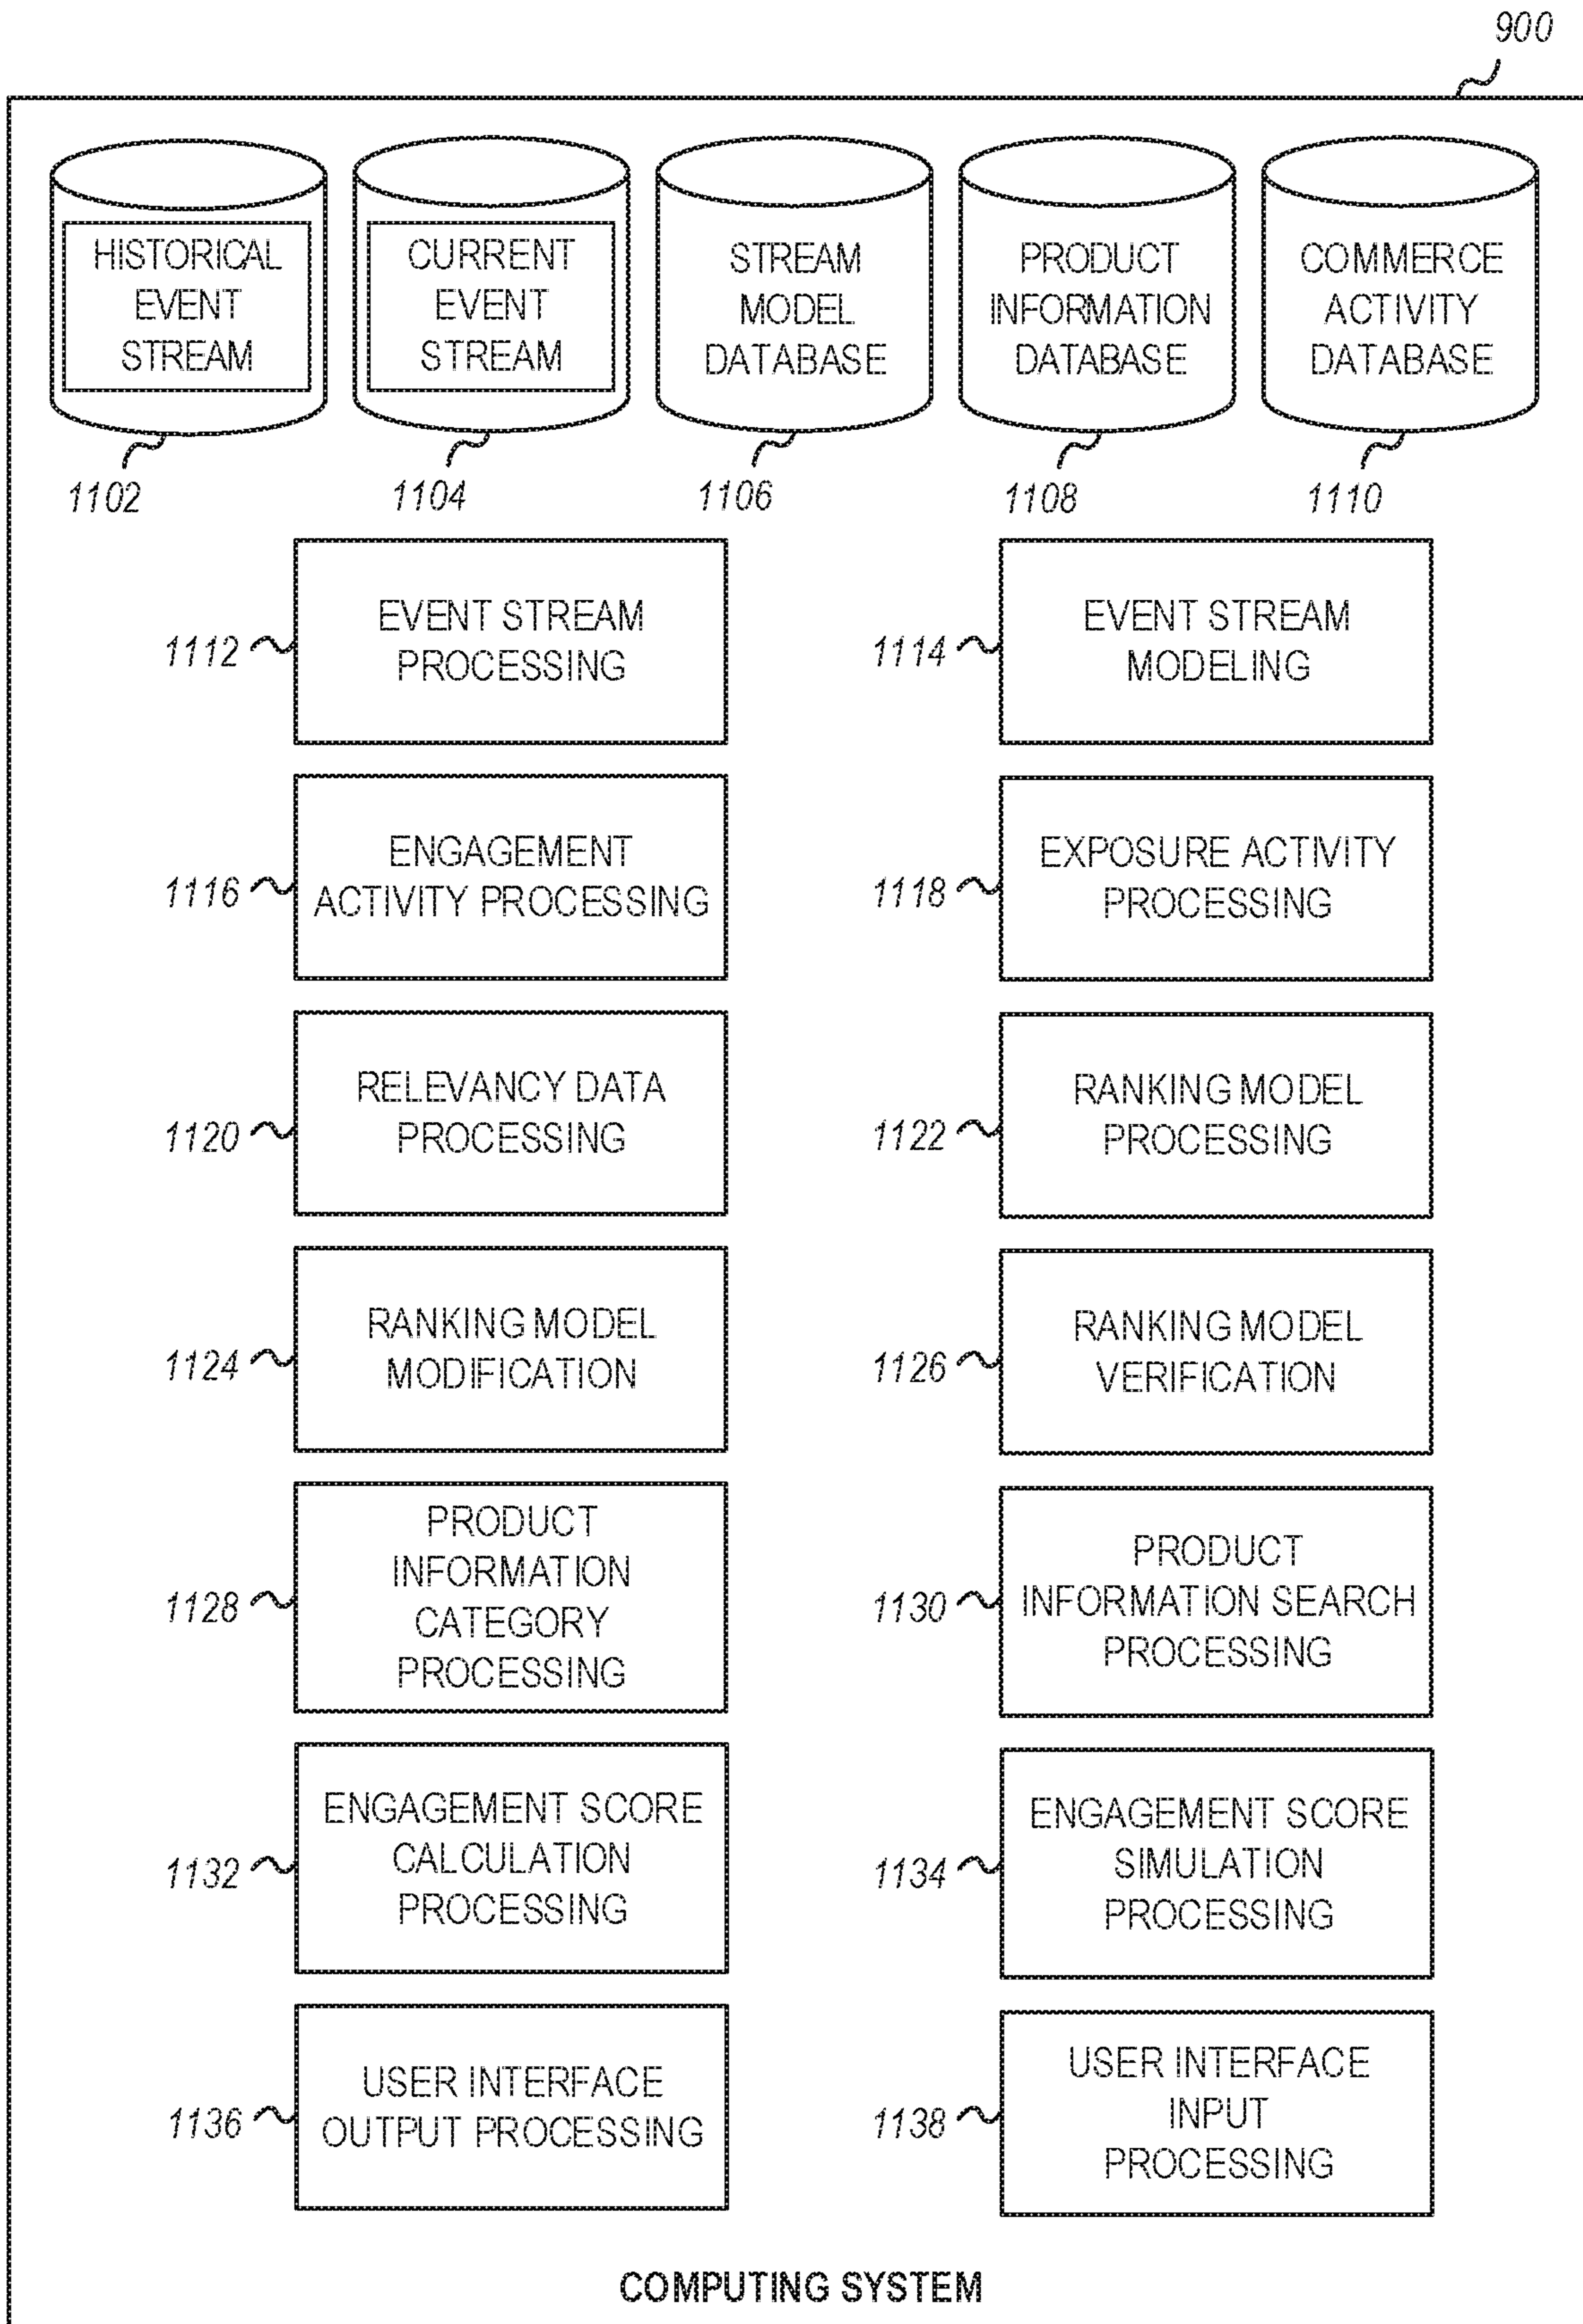 900
HISTORICAL
EVENT
STREAM
CURRENT
EVENT
STREAM
STREAM
MODEL
DATABASE
PRODUCT
INFORMATION
DATABASE
COMMERCE
ACTIVITY
DATABASE
1102
1104
1106
1108
1110
1112
EVENT STREAM
PROCESSING
1114
EVENT STREAM
MODELING
1116
ENGAGEMENT
ACTIVITY PROCESSING
1118
EXPOSURE ACTIVITY
PROCESSING
1120
RELEVANCY DATA
PROCESSING
1122
RANKING MODEL
PROCESSING
1124
RANKING MODEL
MODIFICATION
1126
RANKING MODEL
VERIFICATION
1128
PRODUCT
INFORMATION
CATEGORY
PROCESSING
1130
PRODUCT
INFORMATION SEARCH
PROCESSING
1132
ENGAGEMENT SCORE
CALCULATION
PROCESSING
1134
ENGAGEMENT SCORE
SIMULATION
PROCESSING
1136
USER INTERFACE
OUTPUT PROCESSING
1138
USER INTERFACE
INPUT
PROCESSING
COMPUTING SYSTEM